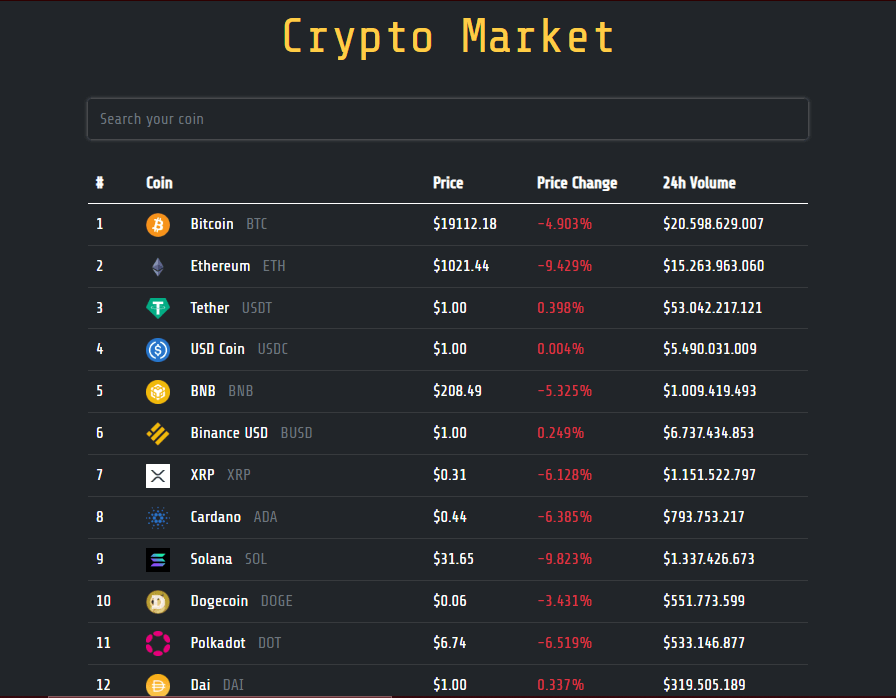 Crypto Market
Search your coin
# Coin Price Price Change 24h Volume
1 Bitcoin BTC $19112.18 -4.903% $20.598.629.007
2 Ethereum ETH $1021.44 -9.429% $15.263.963.060
3 Tether USDT $1.00 0.398% $53.042.217.121
4 USD Coin USDC $1.00 0.004% $5.490.031.009
5 BNB BNB $208.49 -5.325% $1.009.419.493
6 Binance USD BUSD $1.00 0.249% $6.737.434.853
7 XRP XRP $0.31 -6.128% $1.151.522.797
8 Cardano ADA $0.44 -6.385% $793.753.217
9 Solana SOL $31.65 -9.823% $1.337.426.673
10 Dogecoin DOGE $0.06 -3.431% $551.773.599
11 Polkadot DOT $6.74 -6.519% $533.146.877
12 Dai DAI $1.00 0.337% $319.505.189